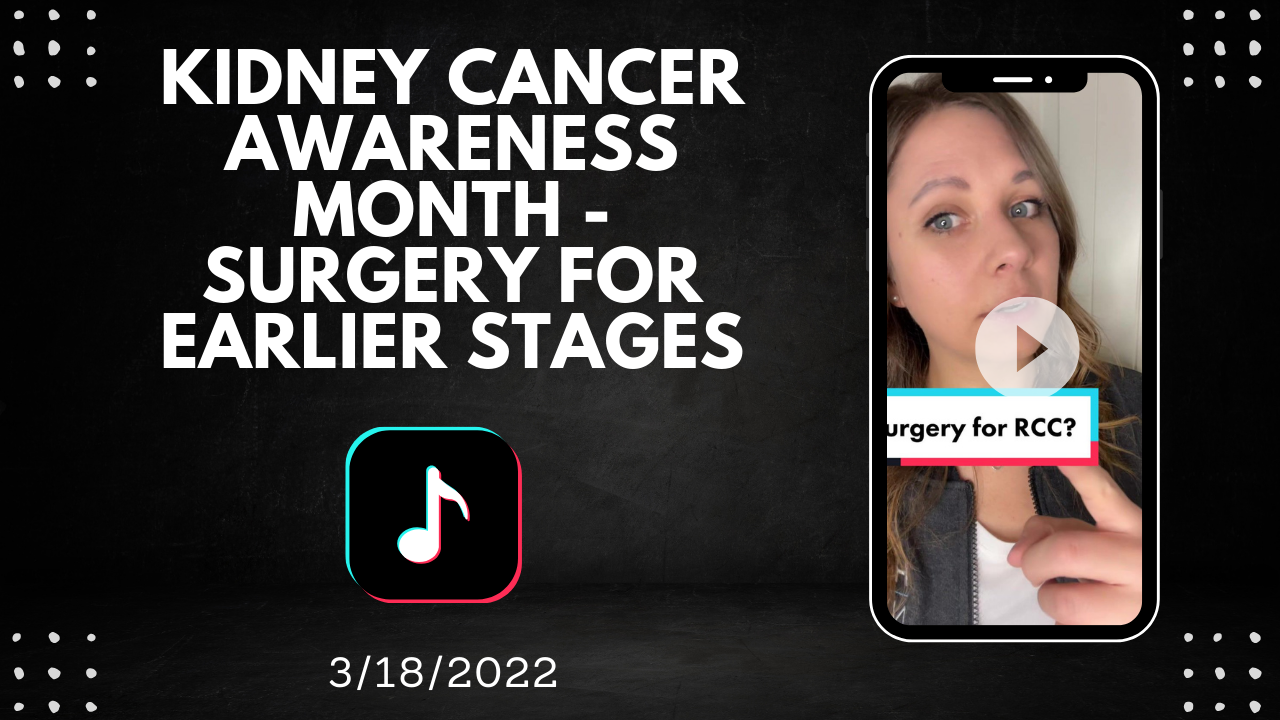 KIDNEY CANCER
AWARENESS
MONTH -
SURGERY FOR
EARLIER STAGES
3/18/2022
urgery for RCC?